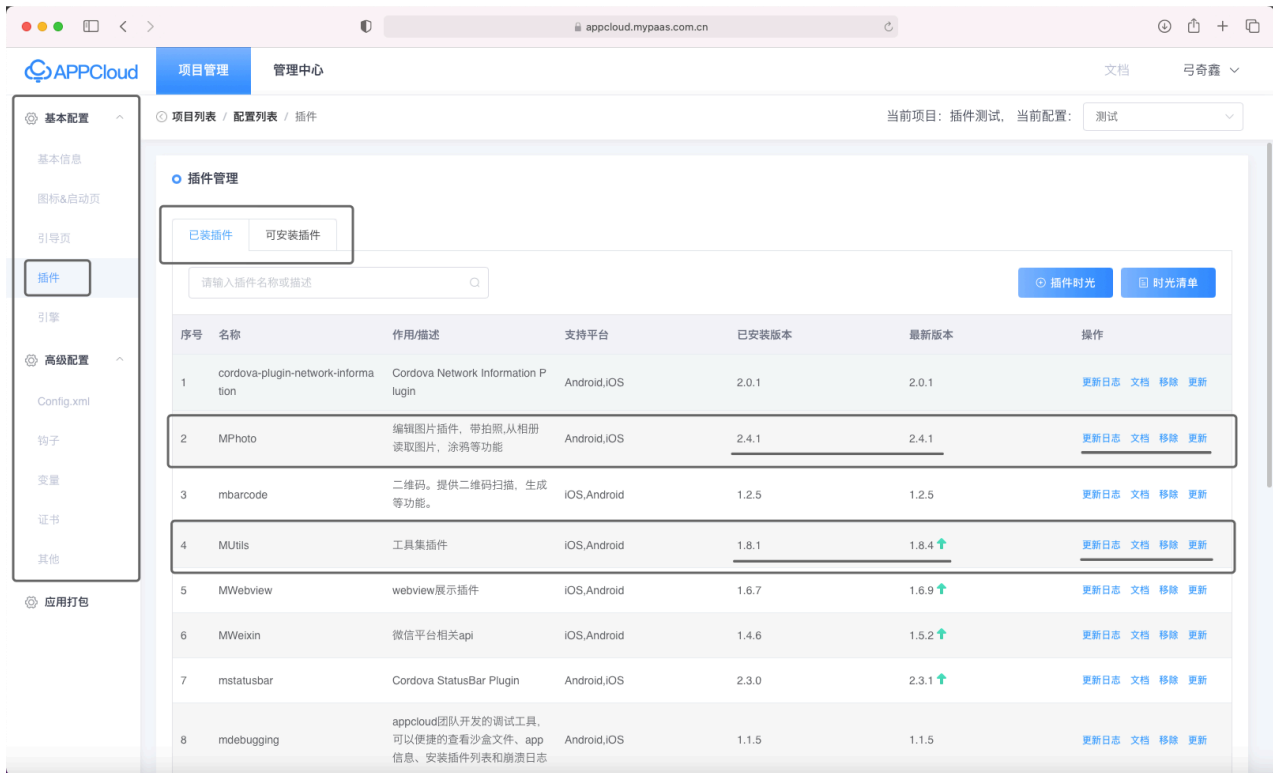 appcloud.mypaas.com.cn
APPCloud
项目管理
管理中心
文档
弓奇鑫
基本配置
基本信息
图标&启动页
引导页
插件
引擎
高级配置
Config.xml
钩子
变量
证书
其他
应用打包
项目列表 / 配置列表 / 插件
当前项目：插件测试， 当前配置：
测试
插件管理
已装插件
可安装插件
请输入插件名称或描述
插件时光
时光清单
序号 名称 作用/描述 支持平台 已安装版本 最新版本 操作
1 cordova-plugin-network-informa Cordova Network Information P Android,iOS 2.0.1 2.0.1 更新日志 文档 移除 更新
tion lugin
2 MPhoto 编辑图片插件，带拍照,从相册 Android,iOS 2.4.1 2.4.1 更新日志 文档 移除 更新
读取图片，涂鸦等功能
3 mbarcode 二维码。提供二维码扫描，生成 iOS,Android 1.2.5 1.2.5 更新日志 文档 移除 更新
等功能。
4 MUtils 工具集插件 iOS,Android 1.8.1 1.8.4 更新日志 文档 移除 更新
5 MWebview webview展示插件 iOS,Android 1.6.7 1.6.9 更新日志 文档 移除 更新
6 MWeixin 微信平台相关api iOS,Android 1.4.6 1.5.2 更新日志 文档 移除 更新
7 mstatusbar Cordova StatusBar Plugin Android,iOS 2.3.0 2.3.1 更新日志 文档 移除 更新
8 mdebugging appcloud团队开发的调试工具， Android,iOS 1.1.5 1.1.5 更新日志 文档 移除 更新
可以便捷的查看沙盒文件、app
信息、安装插件列表和崩溃日志